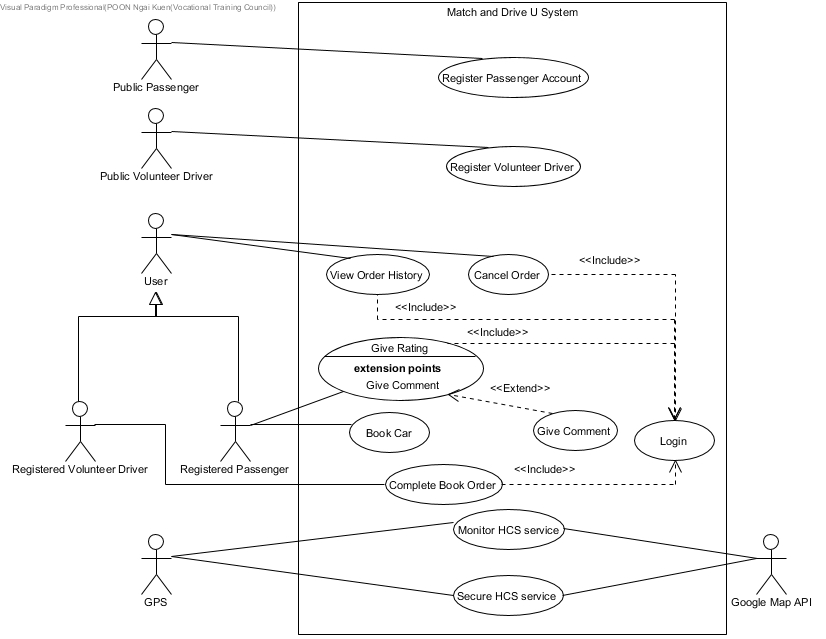 Visual Paradigm Professional(POON Ngai Kuen(Vocational Training Council))
Match and Drive U System
Public Passenger
Register Passenger Account
Public Volunteer Driver
Register Volunteer Driver
User
View Order History
Cancel Order
<<Include>>
<<Include>>
<<Include>>
Give Rating
extension points
Give Comment
<<Extend>>
Give Comment
Book Car
Login
Registered Volunteer Driver
Registered Passenger
Complete Book Order
<<Include>>
Monitor HCS service
Secure HCS service
GPS
Google Map API